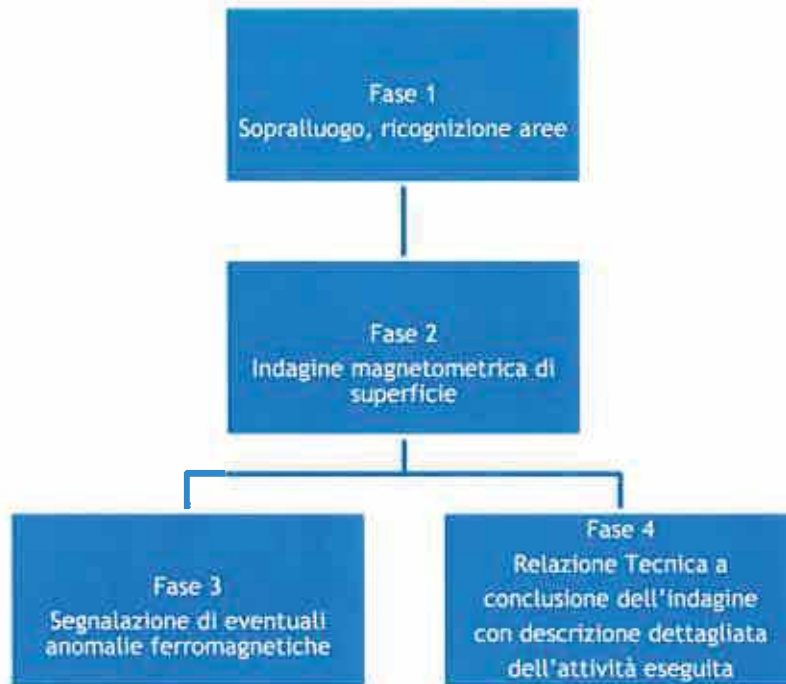 Fase 1
Sopralluogo, ricognizione aree
Fase 2
Indagine magnetometrica di
superficie
Fase 3
Segnalazione di eventuali
anomalie ferromagnetiche
Fase 4
Relazione Tecnica a
conclusione dell'indagine
con descrizione dettagliata
dell'attività eseguita